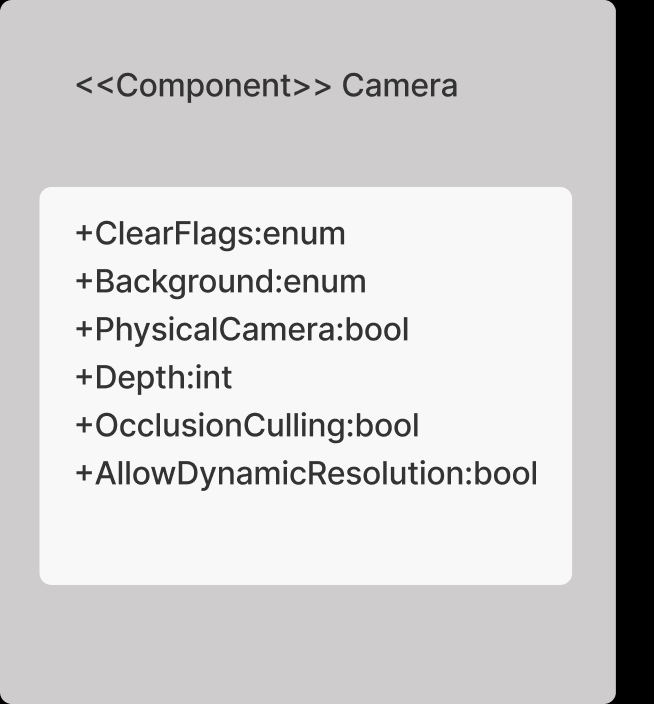 <<Component>> Camera
+ClearFlags:enum
+Background:enum
+PhysicalCamera:bool
+Depth:int
+OcclusionCulling:bool
+AllowDynamicResolution:bool